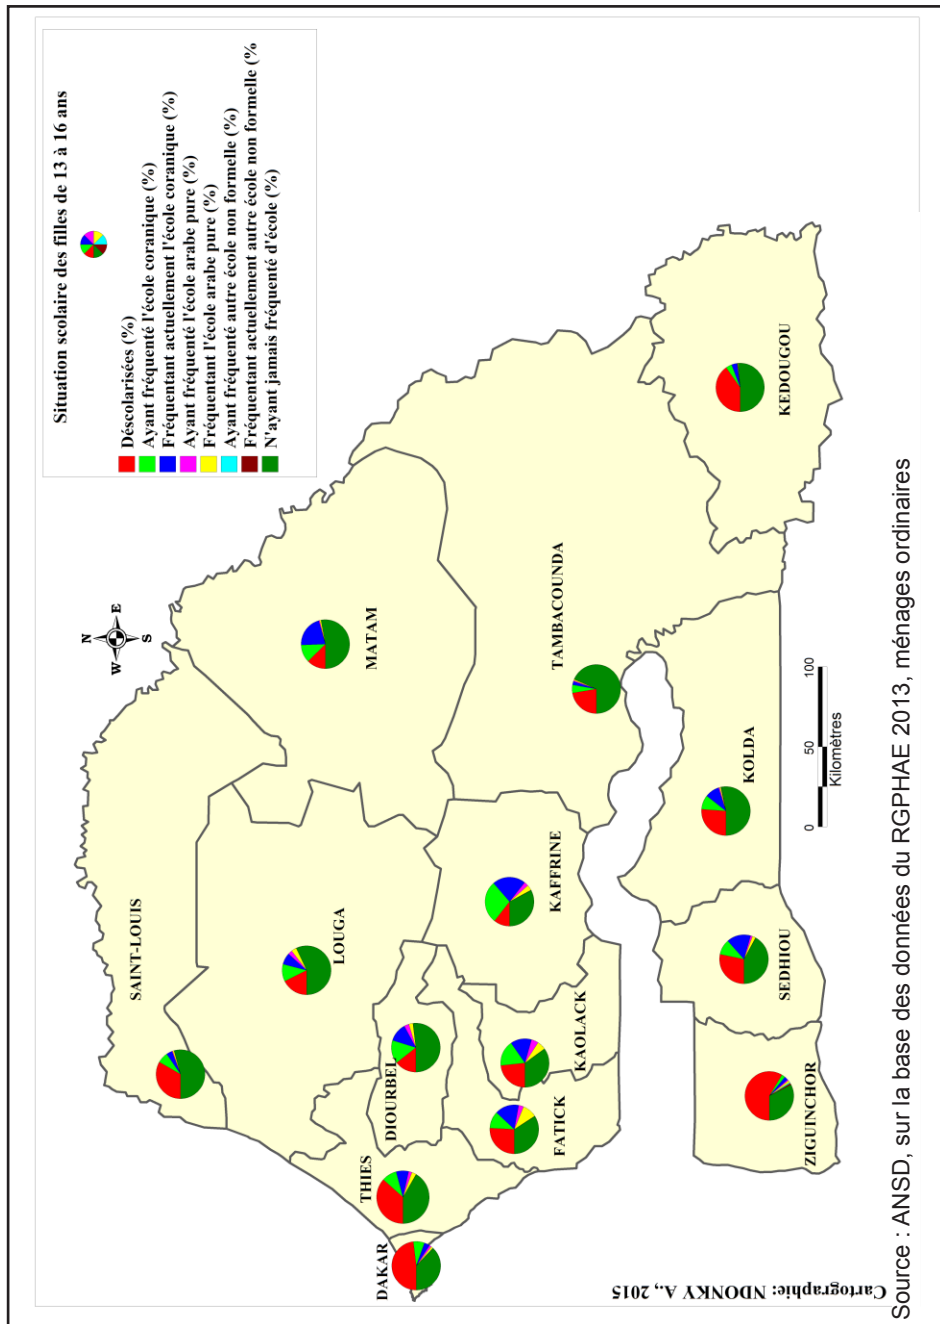 Situation scolaire des filles de 13 à 16 ans
Déscolarisées (%)
Ayant fréquenté l'école coranique (%)
Fréquentant actuellement l'école coranique (%)
Ayant fréquenté l'école arabe pure (%)
Fréquentant l'école arabe pure (%)
Ayant fréquenté autre école non formelle (%)
Fréquentant actuellement autre école non formelle (%)
N'ayant jamais fréquenté d'école (%)
N
W E
S
SAINT-LOUIS
MATAM
LOUGA
DIOURBEL
THIES
DAKAR
TAMBACOUNDA
KAFFRINE
KAOLACK
FATICK
KEDOUGOU
KOLDA
SEDHIOU
ZIGUINCHOR
0 50 100
Kilomètres
Cartographie: NDONKY A., 2015
Source : ANSD, sur la base des données du RGPHAE 2013, ménages ordinaires